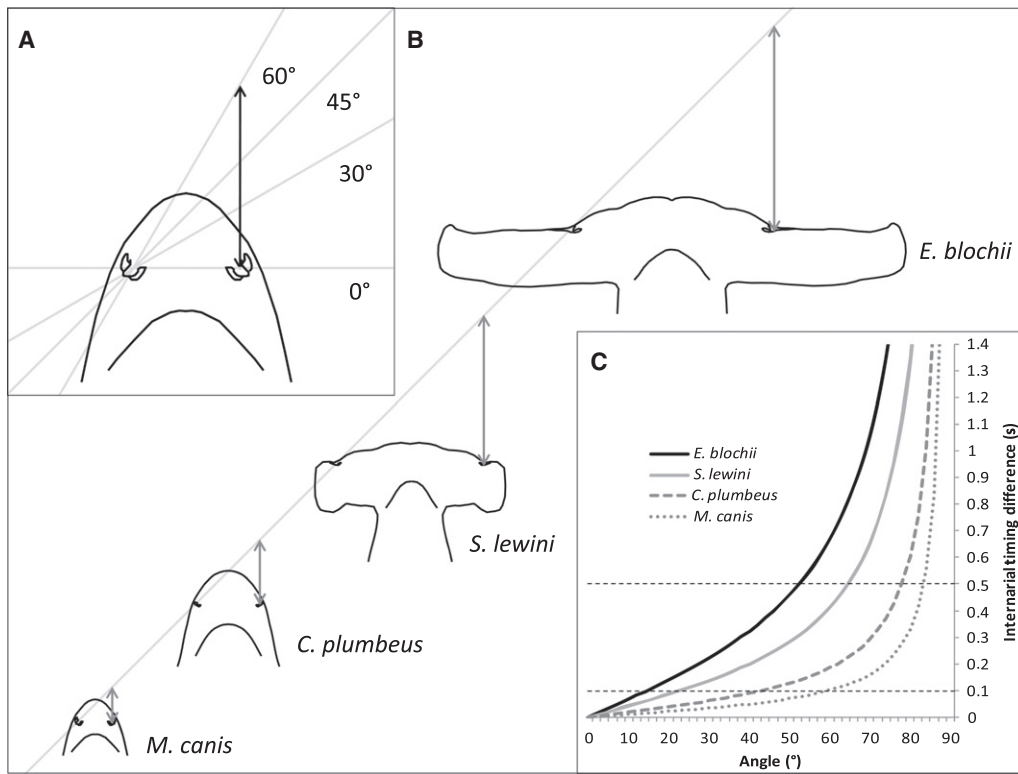 A
60°
45°
30°
0°
B
E. blochii
S. lewini
C. plumbeus
M. canis
C
E. blochii
S. lewini
C. plumbeus
M. canis
1.4
1.3
1.2
1.1
1
0.9
0.8
0.7
0.6
0.5
0.4
0.3
0.2
0.1
0
Internarial timing difference (s)
0 10 20 30 40 50 60 70 80 90
Angle (°)